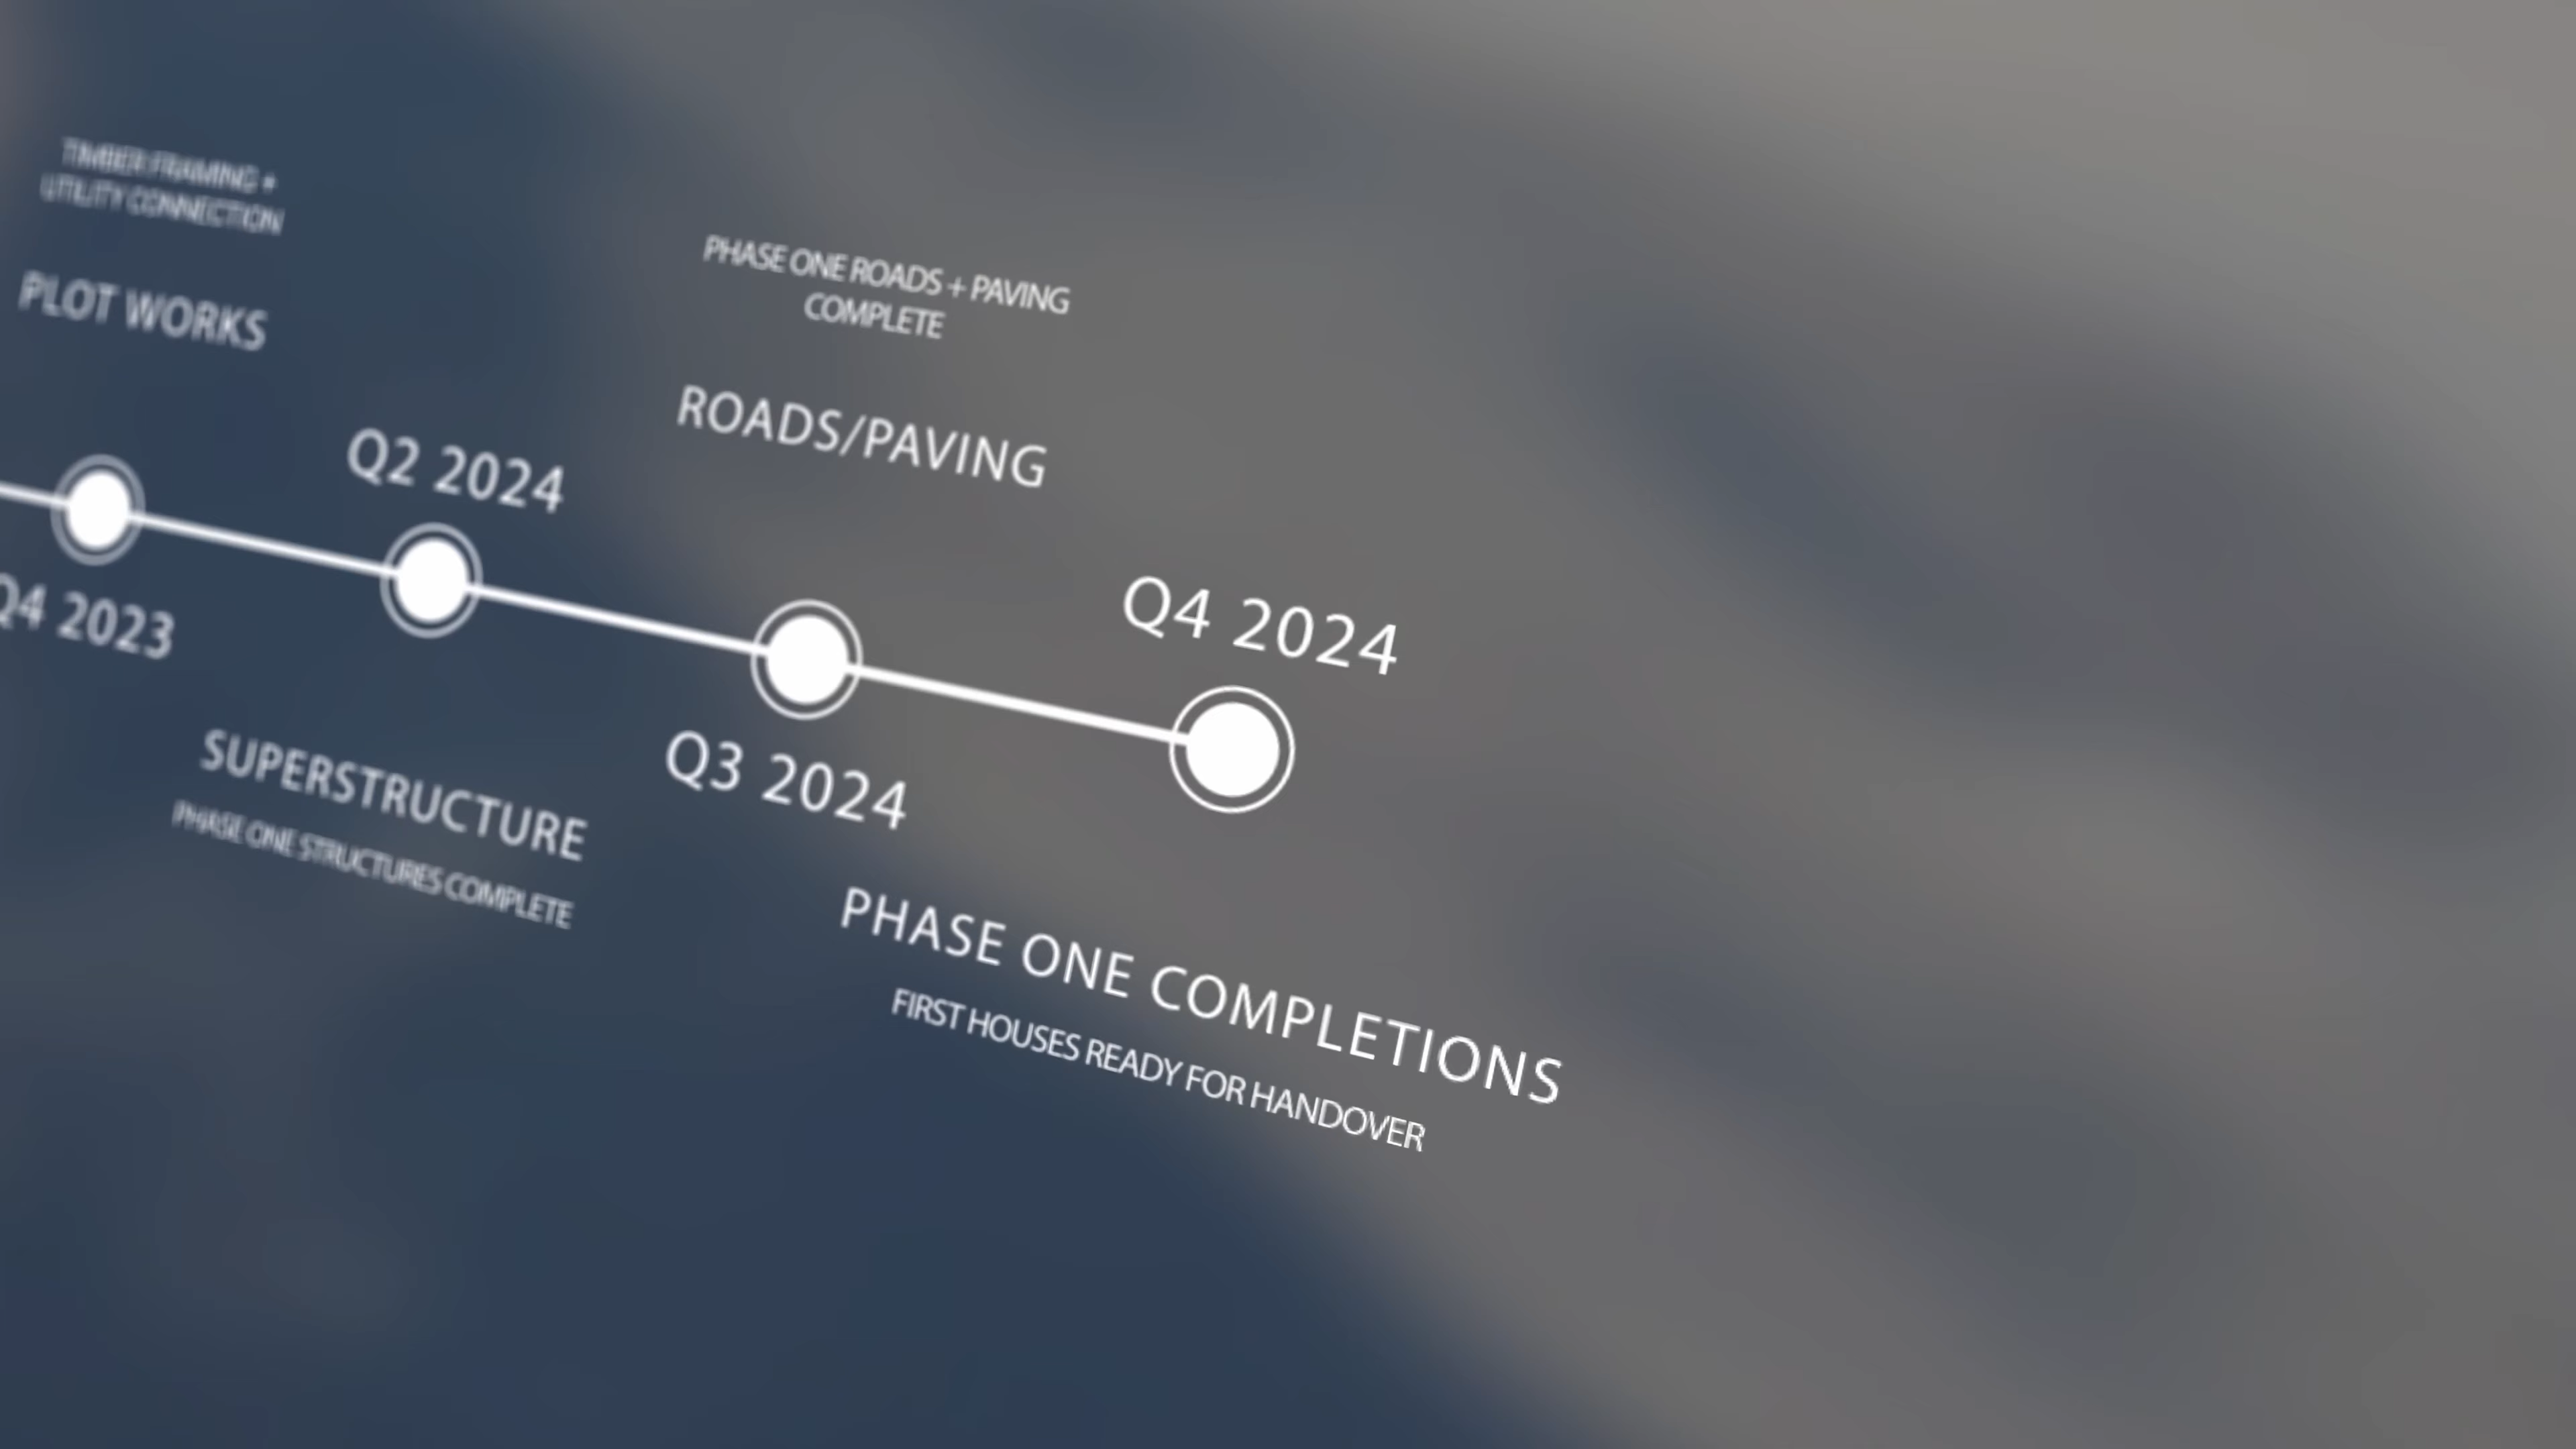 TIMBER FRAMING +
UTILITY CONNECTION
PLOT WORKS
Q4 2023
Q2 2024
SUPERSTRUCTURE
PHASE ONE STRUCTURES COMPLETE
PHASE ONE ROADS + PAVING
COMPLETE
ROADS/PAVING
Q3 2024
Q4 2024
PHASE ONE COMPLETIONS
FIRST HOUSES READY FOR HANDOVER